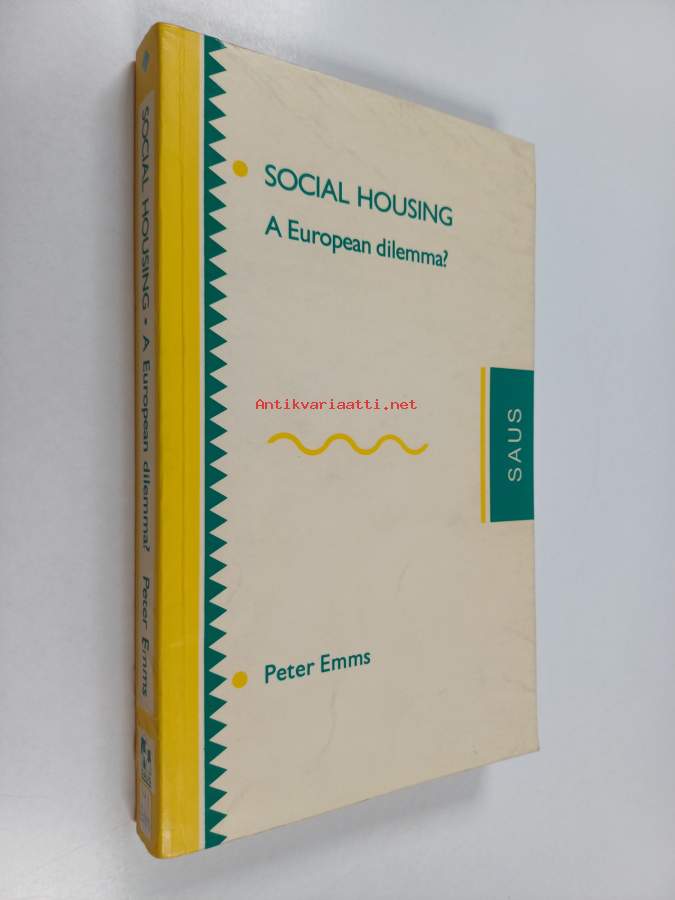 SOCIAL HOUSING • A European dilemma? Peter Emms
SOCIAL HOUSING
A European dilemma?
Antikvariaatti.net
SAUS
Peter Emms